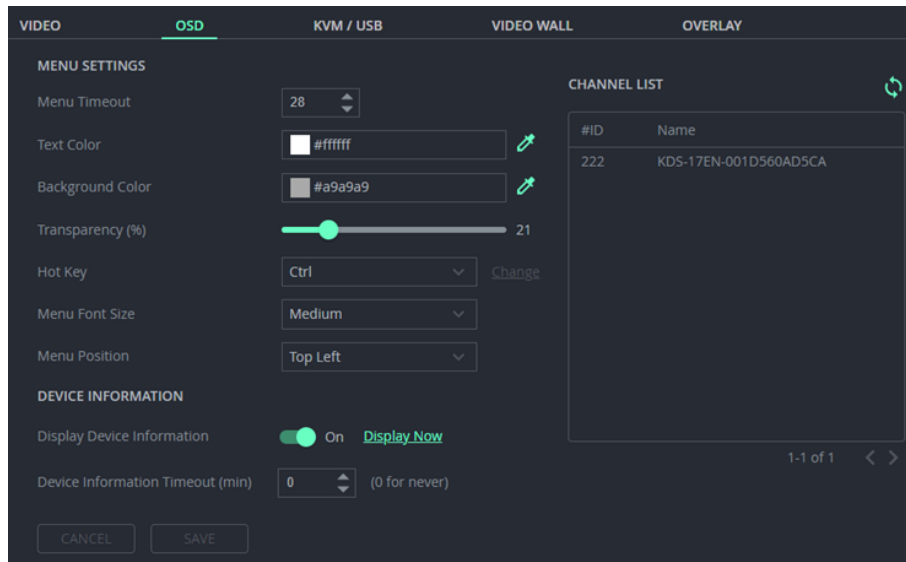 VIDEO OSD KVM / USB VIDEO WALL OVERLAY
MENU SETTINGS
Menu Timeout 28
Text Color #ffffff
Background Color #a9a9a9
Transparency (%) 21
Hot Key Ctrl Change
Menu Font Size Medium
Menu Position Top Left
DEVICE INFORMATION
Display Device Information On Display Now
Device Information Timeout (min) 0 (0 for never)
CANCEL SAVE
CHANNEL LIST
#ID Name
222 KDS-17EN-001D560AD5CA
1-1 of 1